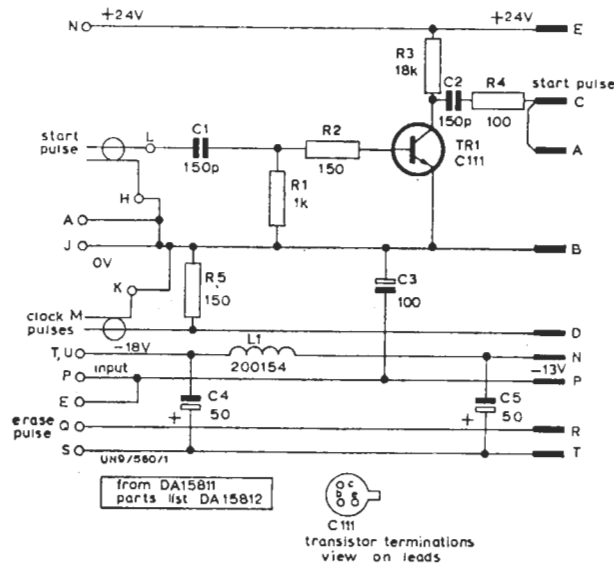 N +24V +24V E
R3
18k
C2
150p
R4
100
start pulse
C
A
start
pulse
L
C1
150p
R2
150
TR1
C111
R1
1k
H
A
J
0V
B
K
R5
150
C3
100
clock M
pulses
D
-18V
L1
200154
T,U
N
-13V
P input
P
E
C4
50
+
C5
50
+
erase
pulse
Q
R
S
T
UN9/560/1
from DA15811
parts list DA15812
c
b e
C111
transistor terminations
view on leads